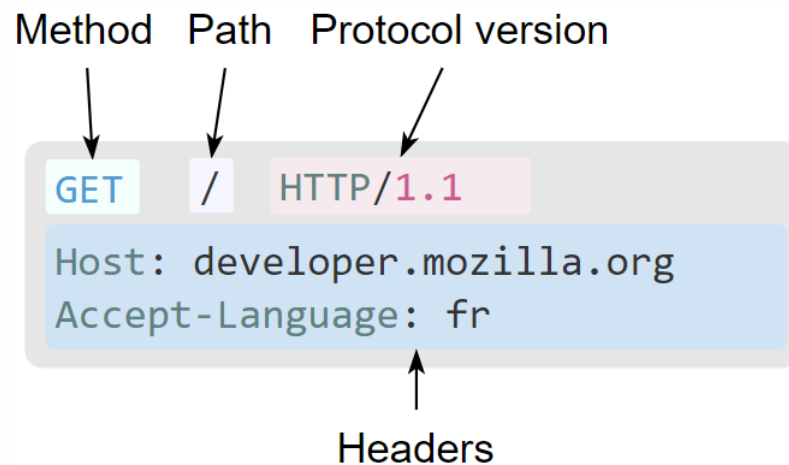 Method Path Protocol version
GET / HTTP/1.1
Host: developer.mozilla.org
Accept-Language: fr
Headers